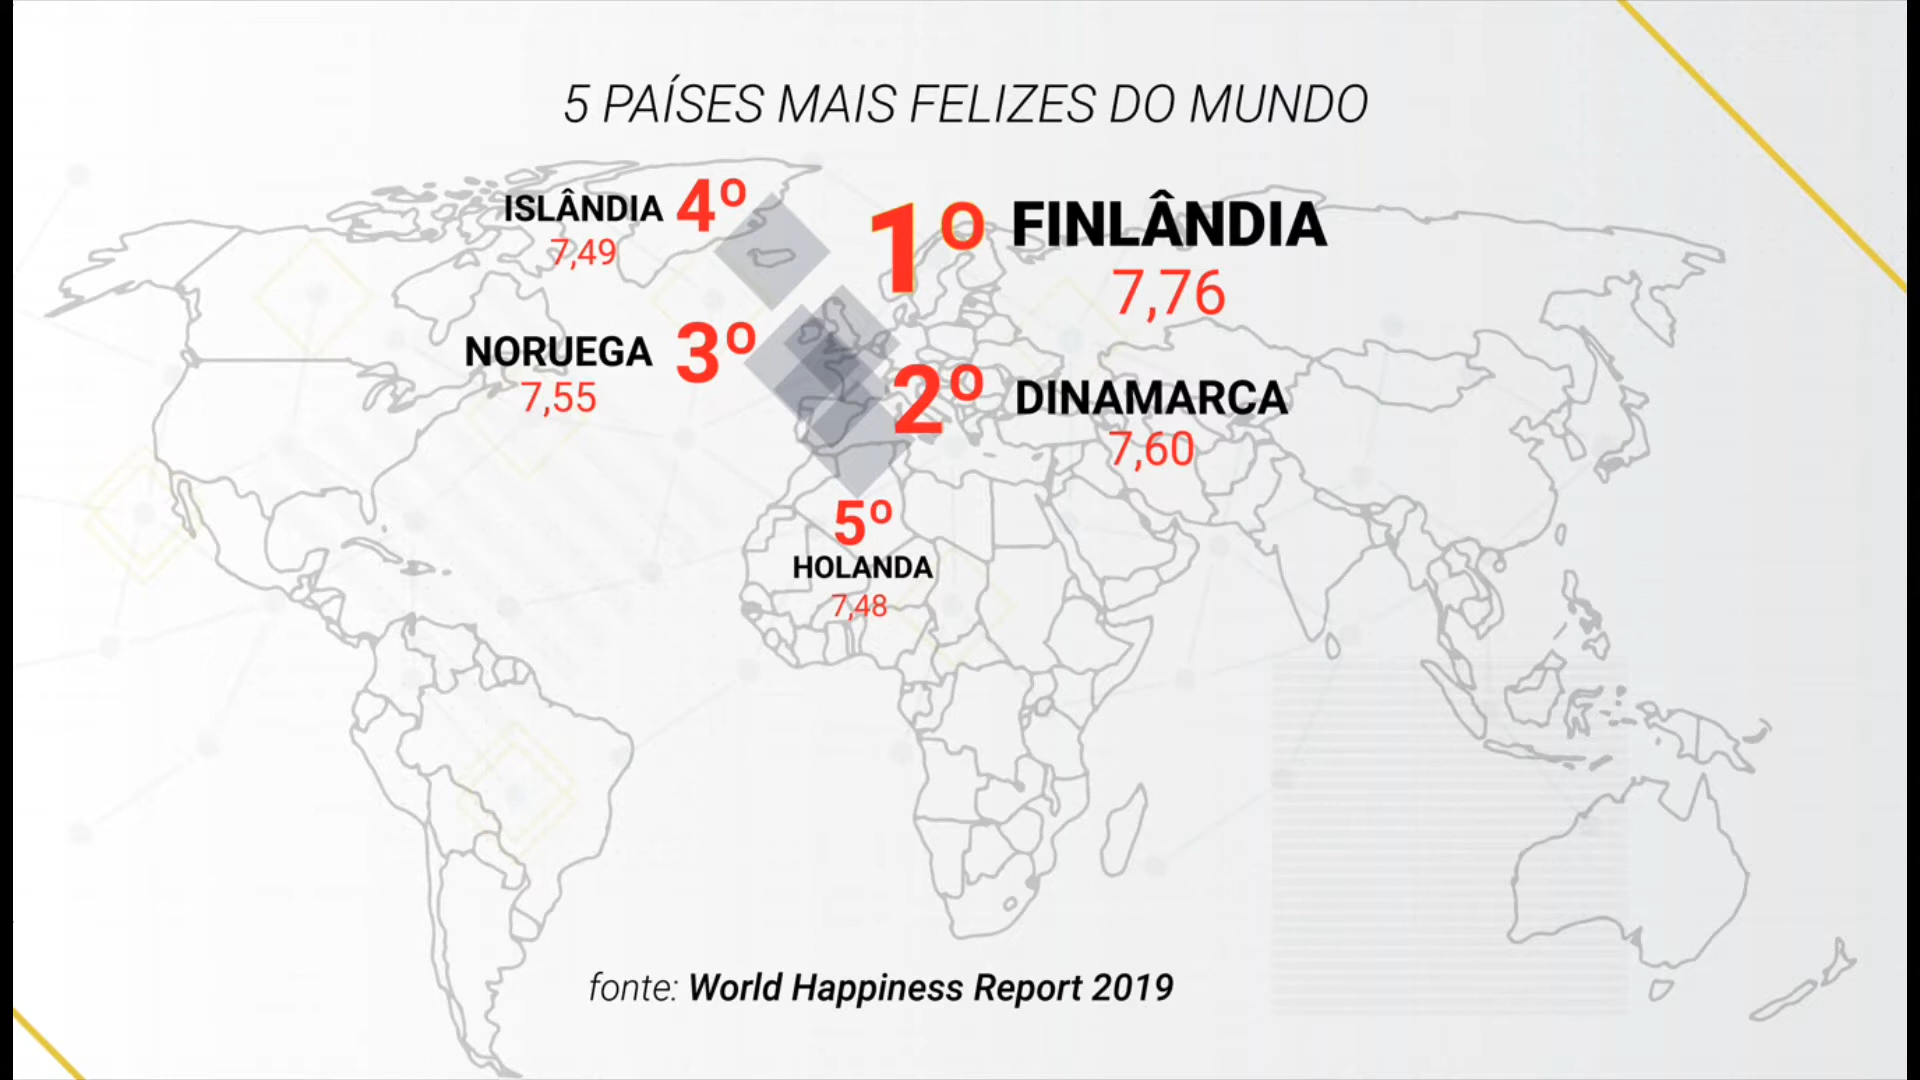 5 PAÍSES MAIS FELIZES DO MUNDO
1º FINLÂNDIA
7,76
2º DINAMARCA
7,60
NORUEGA 3º
7,55
ISLÂNDIA 4º
7,49
5º
HOLANDA
7,48
fonte: World Happiness Report 2019